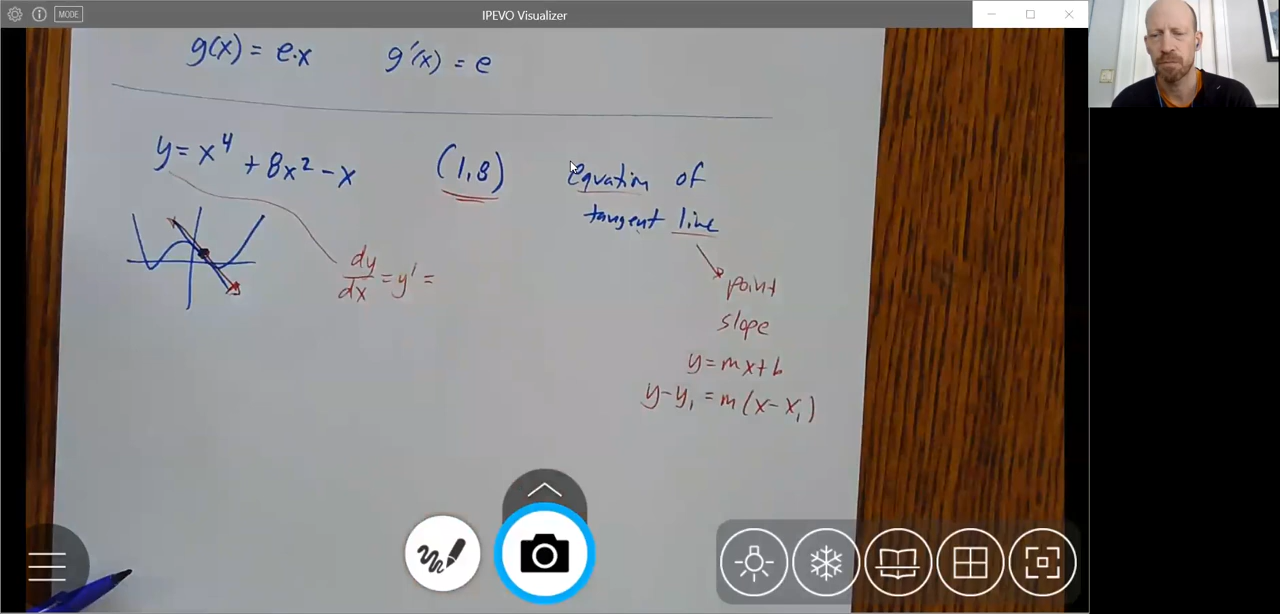 MODE
IPEVO Visualizer
g(x) = e·x g'(x) = e
y = x⁴ + 8x² - x (1,8) Equation of
tangent line
dy/dx = y' =
point
slope
y = mx + b
y - y₁ = m(x - x₁)